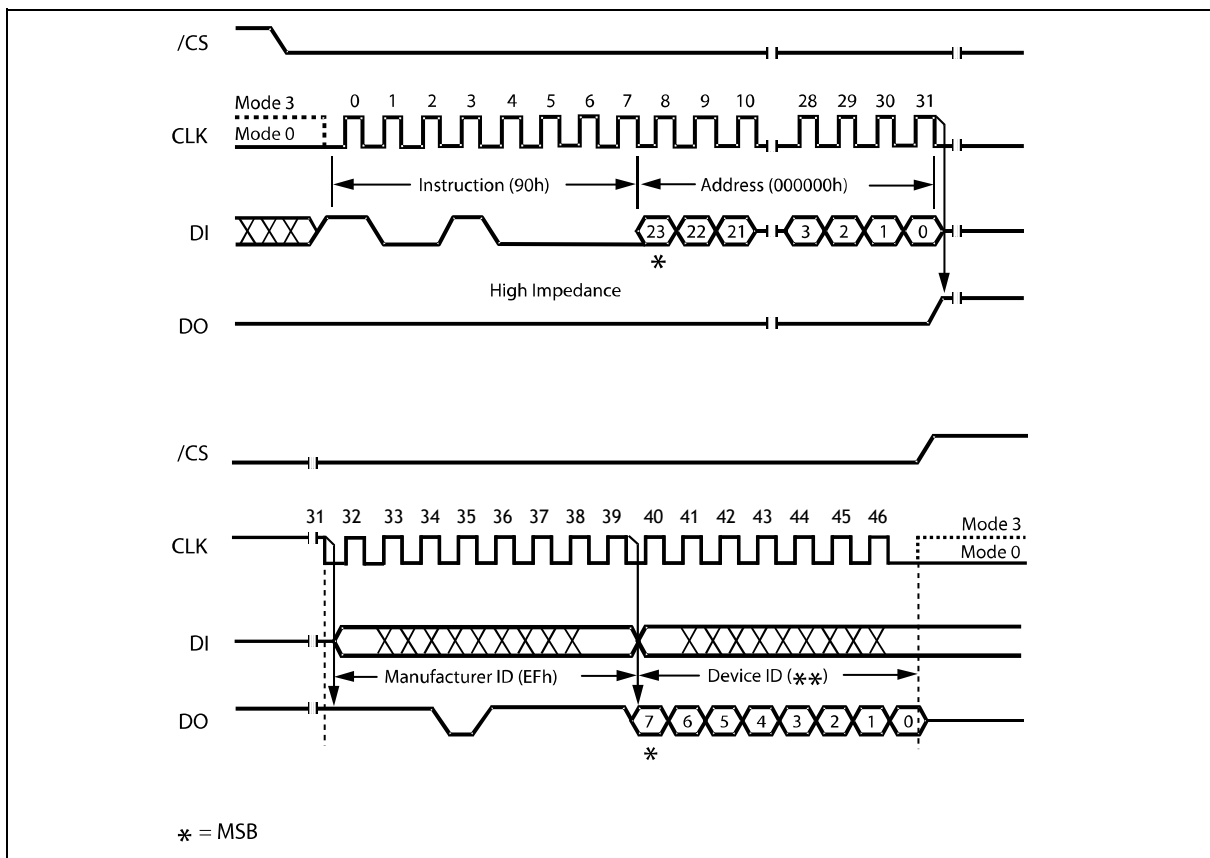 /CS
Mode 3
Mode 0
CLK
0 1 2 3 4 5 6 7 8 9 10 28 29 30 31
Instruction (90h)
Address (000000h)
DI
23 22 21 3 2 1 0
*
High Impedance
DO
/CS
31 32 33 34 35 36 37 38 39 40 41 42 43 44 45 46
CLK
Mode 3
Mode 0
DI
Manufacturer ID (EFh)
Device ID (**)
DO
7 6 5 4 3 2 1 0
*
* = MSB